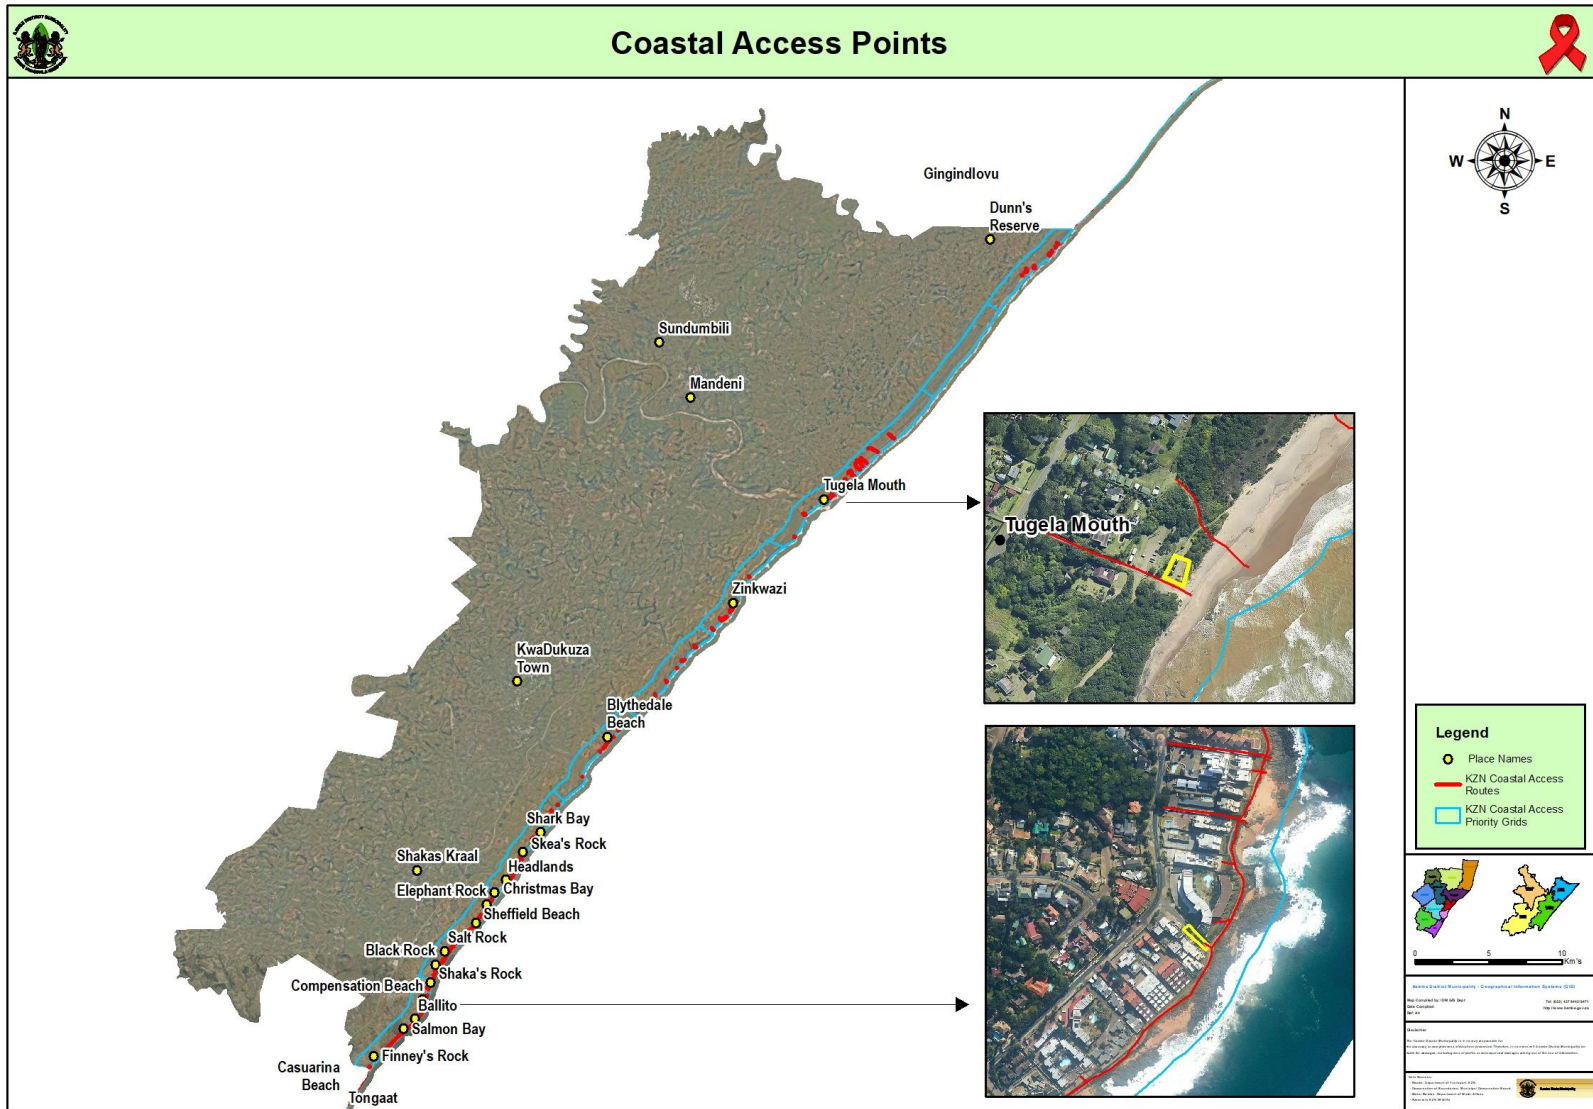 Coastal Access Points
N
W
E
S
Gingindlovu
Dunn's
Reserve
Sundumbili
Mandeni
Tugela Mouth
Tugela Mouth
Zinkwazi
KwaDukuza
Town
Blythedale
Beach
Shark Bay
Skea's Rock
Shakas Kraal
Headlands
Elephant Rock
Christmas Bay
Sheffield Beach
Salt Rock
Black Rock
Shaka's Rock
Compensation Beach
Ballito
Salmon Bay
Finney's Rock
Casuarina
Beach
Tongaat
Legend
Place Names
KZN Coastal Access
Routes
KZN Coastal Access
Priority Grids
0 5 10
Km's
Disclaimer